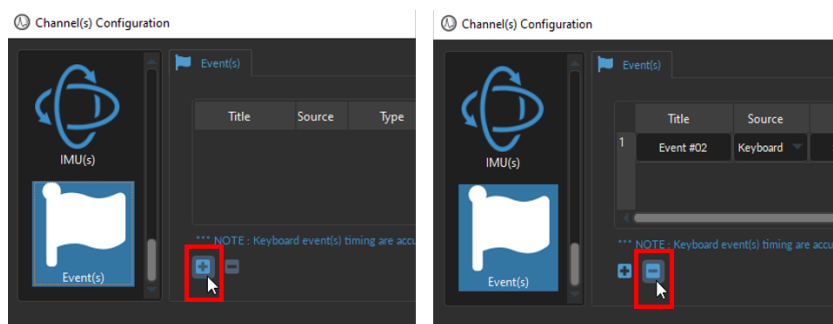 Channel(s) Configuration
IMU(s)
Event(s)
Event(s)
Title Source Type
*** NOTE : Keyboard event(s) timing are accu
Channel(s) Configuration
IMU(s)
Event(s)
Event(s)
Title Source
1 Event #02 Keyboard
*** NOTE : Keyboard event(s) timing are accu